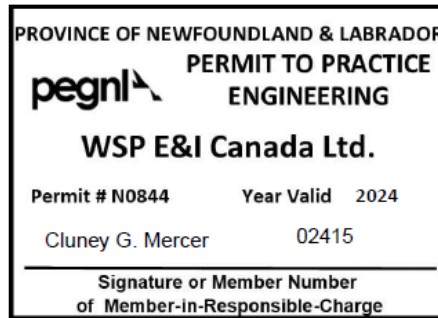 PROVINCE OF NEWFOUNDLAND & LABRADOR
pegnl
PERMIT TO PRACTICE
ENGINEERING
WSP E&I Canada Ltd.
Permit # N0844 Year Valid 2024
Cluney G. Mercer 02415
Signature or Member Number
of Member-in-Responsible-Charge